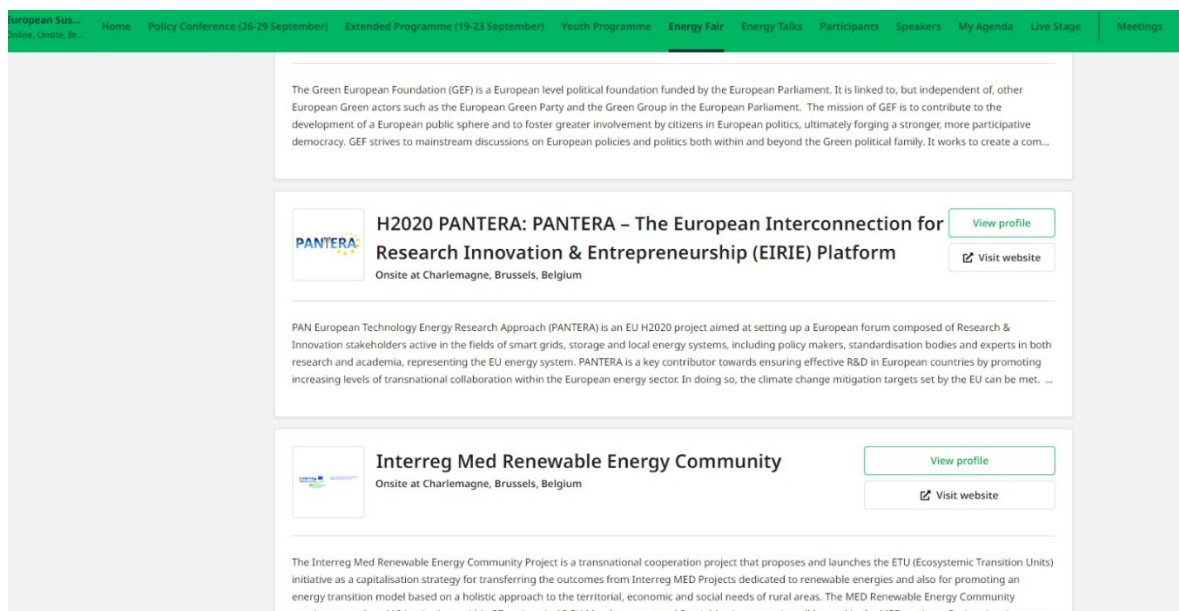 European Sus...
Online, Onsite, Br...
Home Policy Conference (26-29 September) Extended Programme (19-23 September) Youth Programme Energy Fair Energy Talks Participants Speakers My Agenda Live Stage Meetings
The Green European Foundation (GEF) is a European level political foundation funded by the European Parliament. It is linked to, but independent of, other
European Green actors such as the European Green Party and the Green Group in the European Parliament. The mission of GEF is to contribute to the
development of a European public sphere and to foster greater involvement by citizens in European politics, ultimately forging a stronger, more participative
democracy. GEF strives to mainstream discussions on European policies and politics both within and beyond the Green political family. It works to create a com...
PANTERA
H2020 PANTERA: PANTERA – The European Interconnection for
Research Innovation & Entrepreneurship (EIRIE) Platform
Onsite at Charlemagne, Brussels, Belgium
View profile
Visit website
PAN European Technology Energy Research Approach (PANTERA) is an EU H2020 project aimed at setting up a European forum composed of Research &
Innovation stakeholders active in the fields of smart grids, storage and local energy systems, including policy makers, standardisation bodies and experts in both
research and academia, representing the EU energy system. PANTERA is a key contributor towards ensuring effective R&D in European countries by promoting
increasing levels of transnational collaboration within the European energy sector. In doing so, the climate change mitigation targets set by the EU can be met. ...
Interreg Med Renewable Energy Community
Onsite at Charlemagne, Brussels, Belgium
View profile
Visit website
The Interreg Med Renewable Energy Community Project is a transnational cooperation project that proposes and launches the ETU (Ecosystemic Transition Units)
initiative as a capitalisation strategy for transferring the outcomes from Interreg MED Projects dedicated to renewable energies and also for promoting an
energy transition model based on a holistic approach to the territorial, economic and social needs of rural areas. The MED Renewable Energy Community